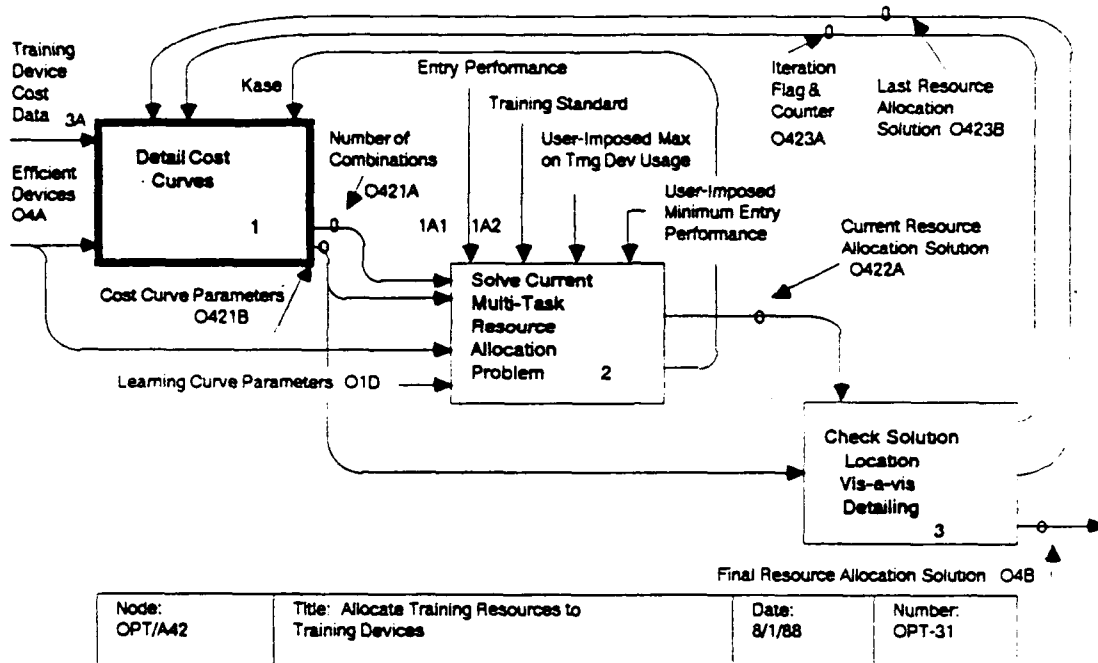 Training
Device
Cost
Data 3A
Efficient
Devices
O4A
Kase
Detail Cost
Curves
1
Cost Curve Parameters
O421B
Number of
Combinations
O421A
Entry Performance
Training Standard
User-Imposed Max
on Trng Dev Usage
User-Imposed
Minimum Entry
Performance
1A1 1A2
Solve Current
Multi-Task
Resource
Allocation
Problem 2
Learning Curve Parameters O1D
Iteration
Flag &
Counter
O423A
Last Resource
Allocation
Solution O423B
Current Resource
Allocation Solution
O422A
Check Solution
Location
Vis-a-vis
Detailing
3
Final Resource Allocation Solution O4B
Node:
OPT/A42
Title: Allocate Training Resources to
Training Devices
Date:
8/1/88
Number:
OPT-31